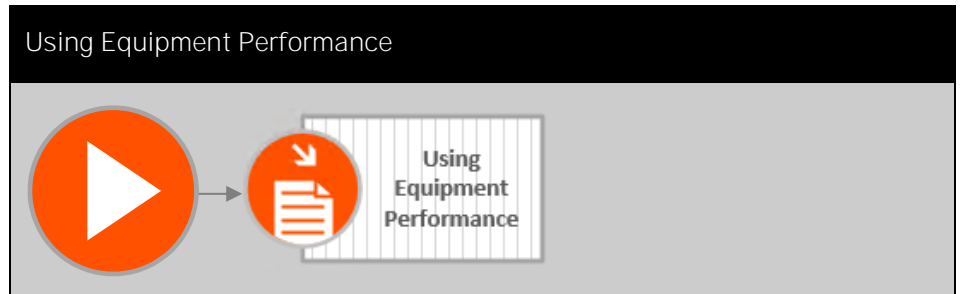 Using Equipment Performance
Using
Equipment
Performance